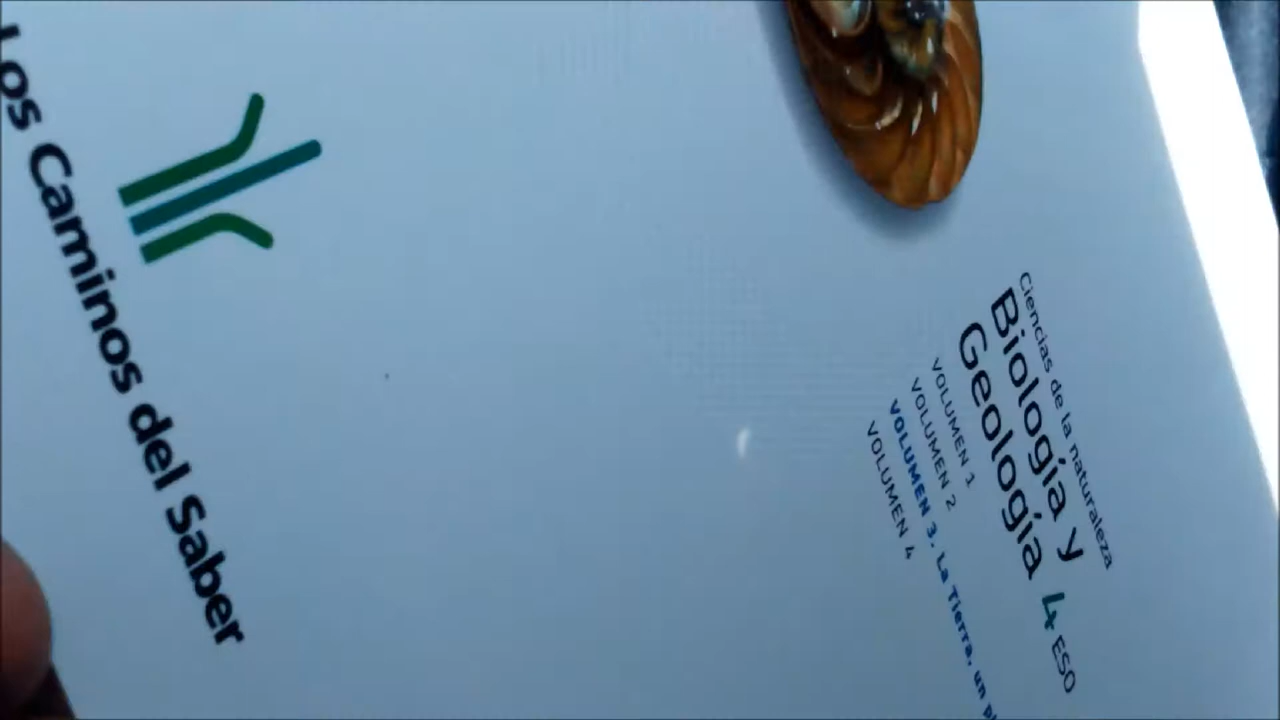 Ciencias de la naturaleza
Biología y
Geología 4 ESO
VOLUMEN 1
VOLUMEN 2
VOLUMEN 3. La Tierra, un
VOLUMEN 4
Los Caminos del Saber